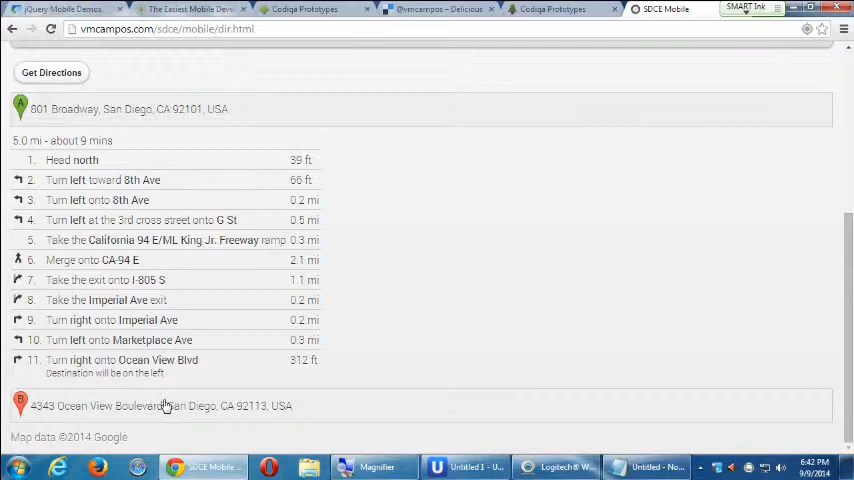 jQuery Mobile Demos
The Easiest Mobile Devel
Codiqa Prototypes
@vmcampos – Delicious
Codiqa Prototypes
SDCE Mobile
SMART Ink
vmcampos.com/sdce/mobile/dir.html
Get Directions
A 801 Broadway, San Diego, CA 92101, USA
5.0 mi - about 9 mins
1. Head north 39 ft
2. Turn left toward 8th Ave 66 ft
3. Turn left onto 8th Ave 0.2 mi
4. Turn left at the 3rd cross street onto G St 0.5 mi
5. Take the California 94 E/ML King Jr. Freeway ramp 0.3 mi
6. Merge onto CA-94 E 2.1 mi
7. Take the exit onto I-805 S 1.1 mi
8. Take the Imperial Ave exit 0.2 mi
9. Turn right onto Imperial Ave 0.2 mi
10. Turn left onto Marketplace Ave 0.3 mi
11. Turn right onto Ocean View Blvd 312 ft
Destination will be on the left
B 4343 Ocean View Boulevard, San Diego, CA 92113, USA
Map data ©2014 Google
SDCE Mobile ...
Magnifier
Untitled 1 - U...
Logitech® W...
Untitled - No...
6:42 PM
9/9/2014